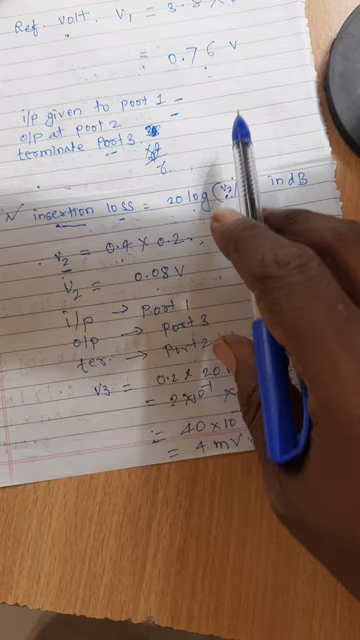 Ref. volt. V1 = 3.8 X
= 0.76 V
i/p given to port 1 -
o/p at port 2 -
terminate port 3.
insertion loss = 20 log (V2 in dB
V2 = 0.4 X 0.2
V2 = 0.08 V
i/p → Port 1
o/p → Port 3
ter. → Port 2
V3 = 0.2 X 20
= 2 X 10^-1 X
= 40 X 10
= 4 mV